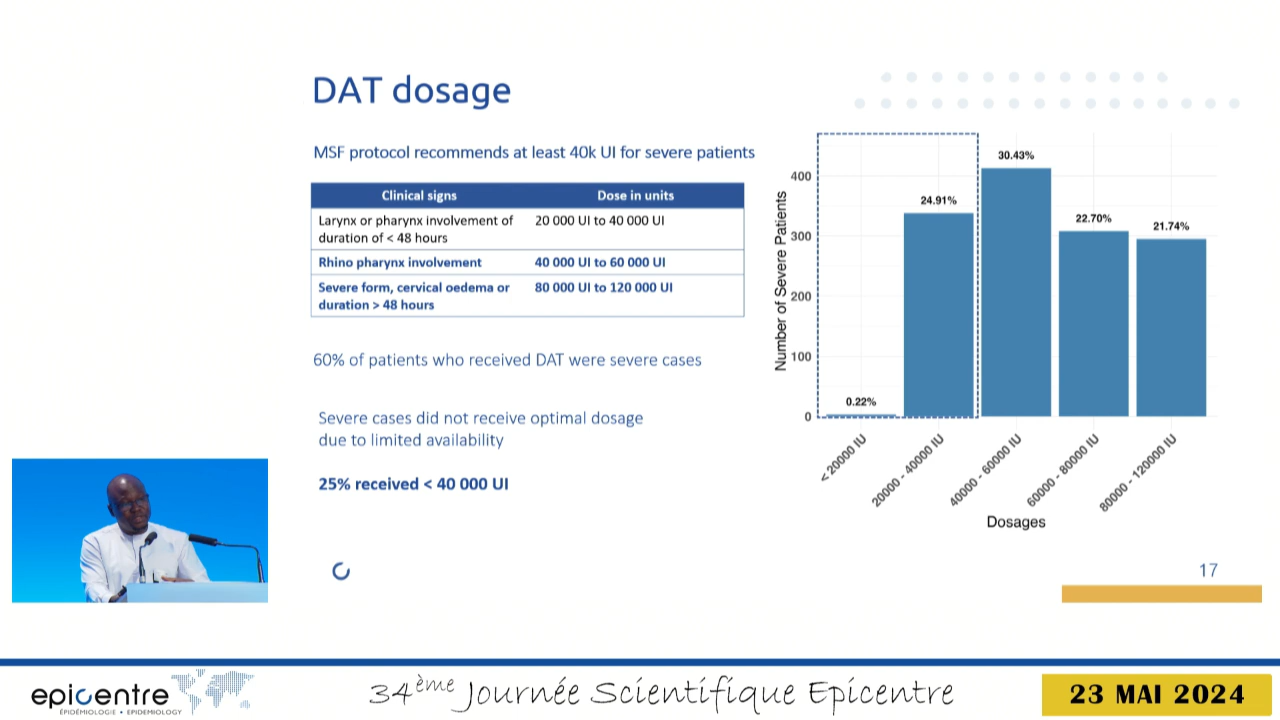 DAT dosage
MSF protocol recommends at least 40k UI for severe patients
Clinical signs Dose in units
Larynx or pharynx involvement of 20 000 UI to 40 000 UI
duration of < 48 hours
Rhino pharynx involvement 40 000 UI to 60 000 UI
Severe form, cervical oedema or 80 000 UI to 120 000 UI
duration > 48 hours
60% of patients who received DAT were severe cases
Severe cases did not receive optimal dosage
due to limited availability
25% received < 40 000 UI
Number of Severe Patients
400
300
200
100
0
0.22%
24.91%
30.43%
22.70%
21.74%
< 20000 IU
20000 - 40000 IU
40000 - 60000 IU
60000 - 80000 IU
80000 - 120000 IU
Dosages
17
epicentre
ÉPIDÉMIOLOGIE • EPIDEMIOLOGY
34ème Journée Scientifique Epicentre
23 MAI 2024